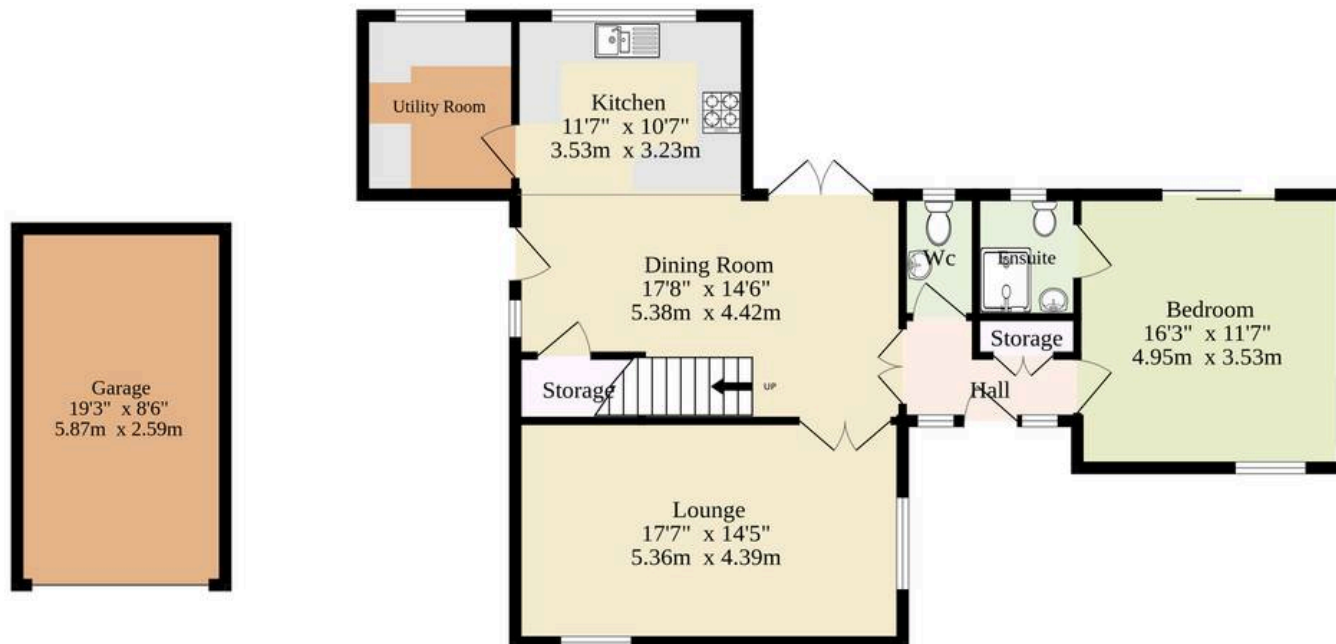 Utility Room
Kitchen
11'7" x 10'7"
3.53m x 3.23m
Dining Room
17'8" x 14'6"
5.38m x 4.42m
Wc
Ensuite
Bedroom
16'3" x 11'7"
4.95m x 3.53m
Storage
Hall
Storage
UP
Garage
19'3" x 8'6"
5.87m x 2.59m
Lounge
17'7" x 14'5"
5.36m x 4.39m